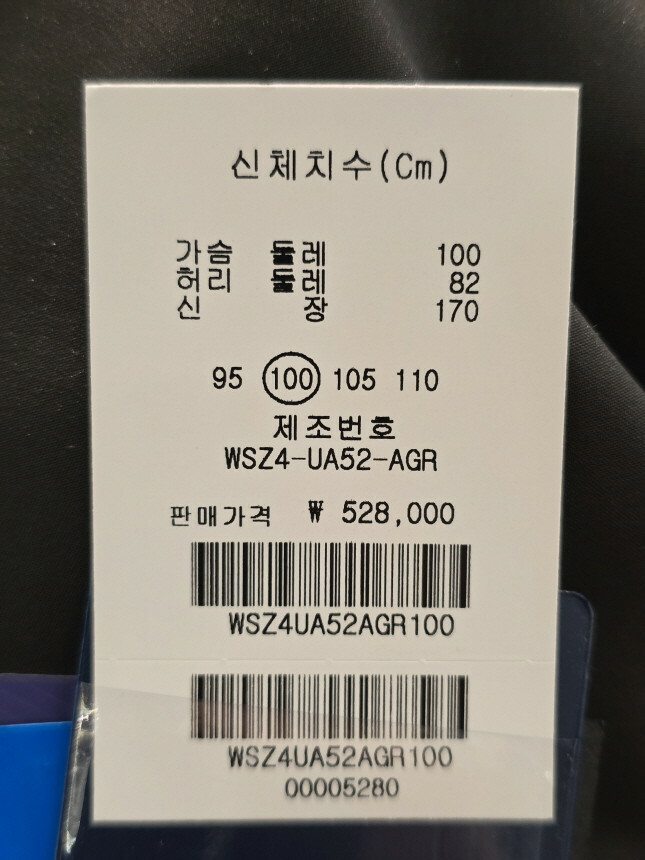 신체치수(Cm)
가슴 둘레 100
허리 둘레 82
신 장 170
95 100 105 110
제조번호
WSZ4-UA52-AGR
판매가격 ₩ 528,000
WSZ4UA52AGR100
WSZ4UA52AGR100
00005280